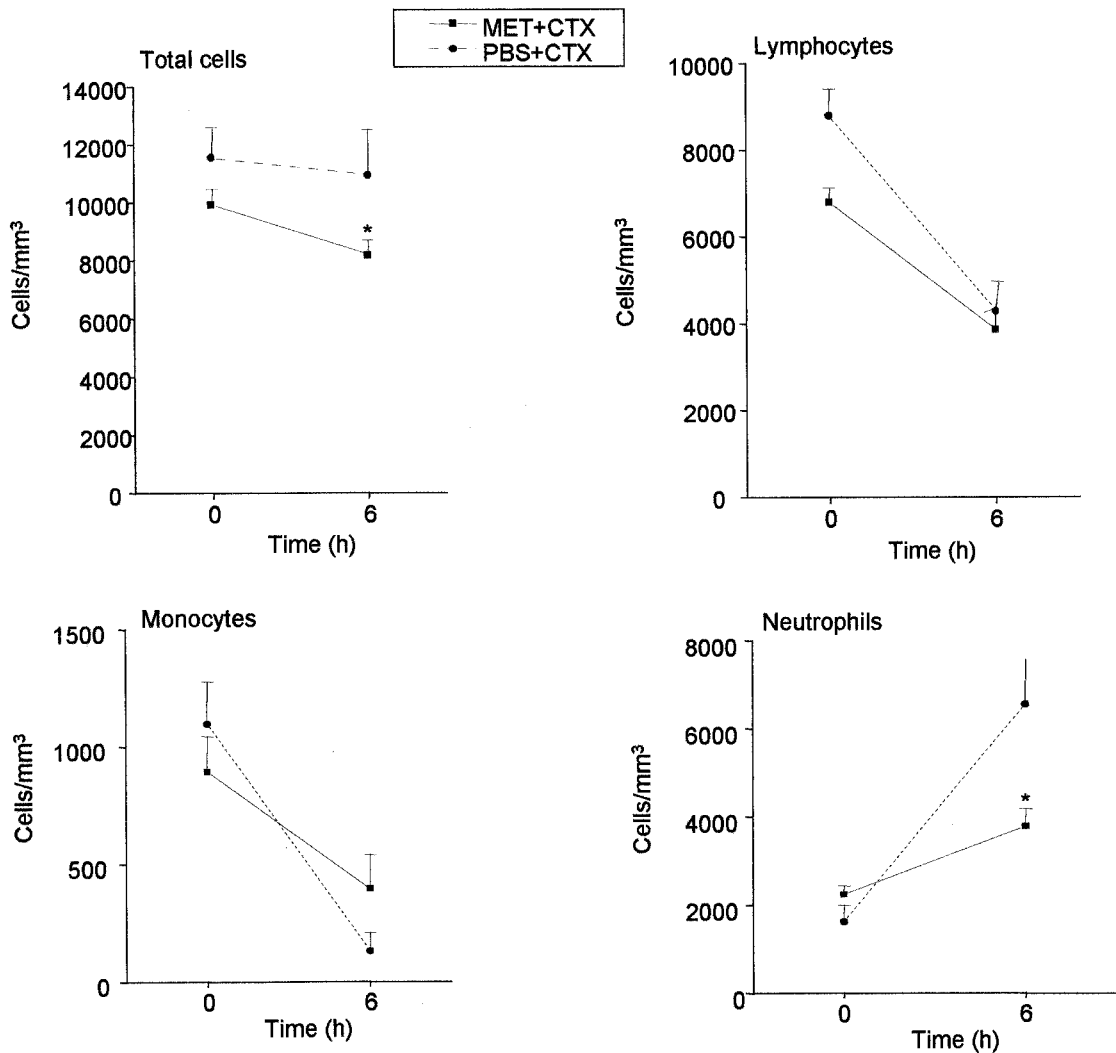 MET+CTX
PBS+CTX
Total cells
14000
12000
10000
8000
6000
4000
2000
0
Cells/mm³
*
0 6
Time (h)
Lymphocytes
10000
8000
6000
4000
2000
0
Cells/mm³
0 6
Time (h)
Monocytes
1500
1000
500
0
Cells/mm³
0 6
Time (h)
Neutrophils
8000
6000
4000
2000
0
Cells/mm³
*
0 6
Time (h)